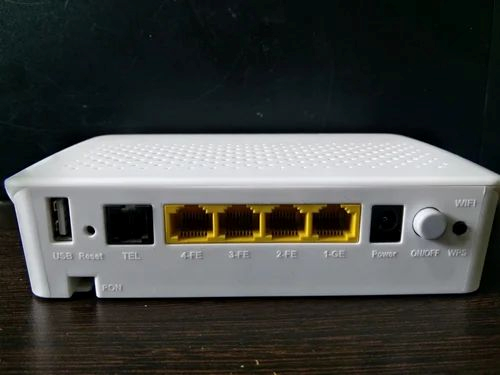 WIFI
USB Reset TEL 4-FE 3-FE 2-FE 1-GE Power ON/OFF WPS
PON